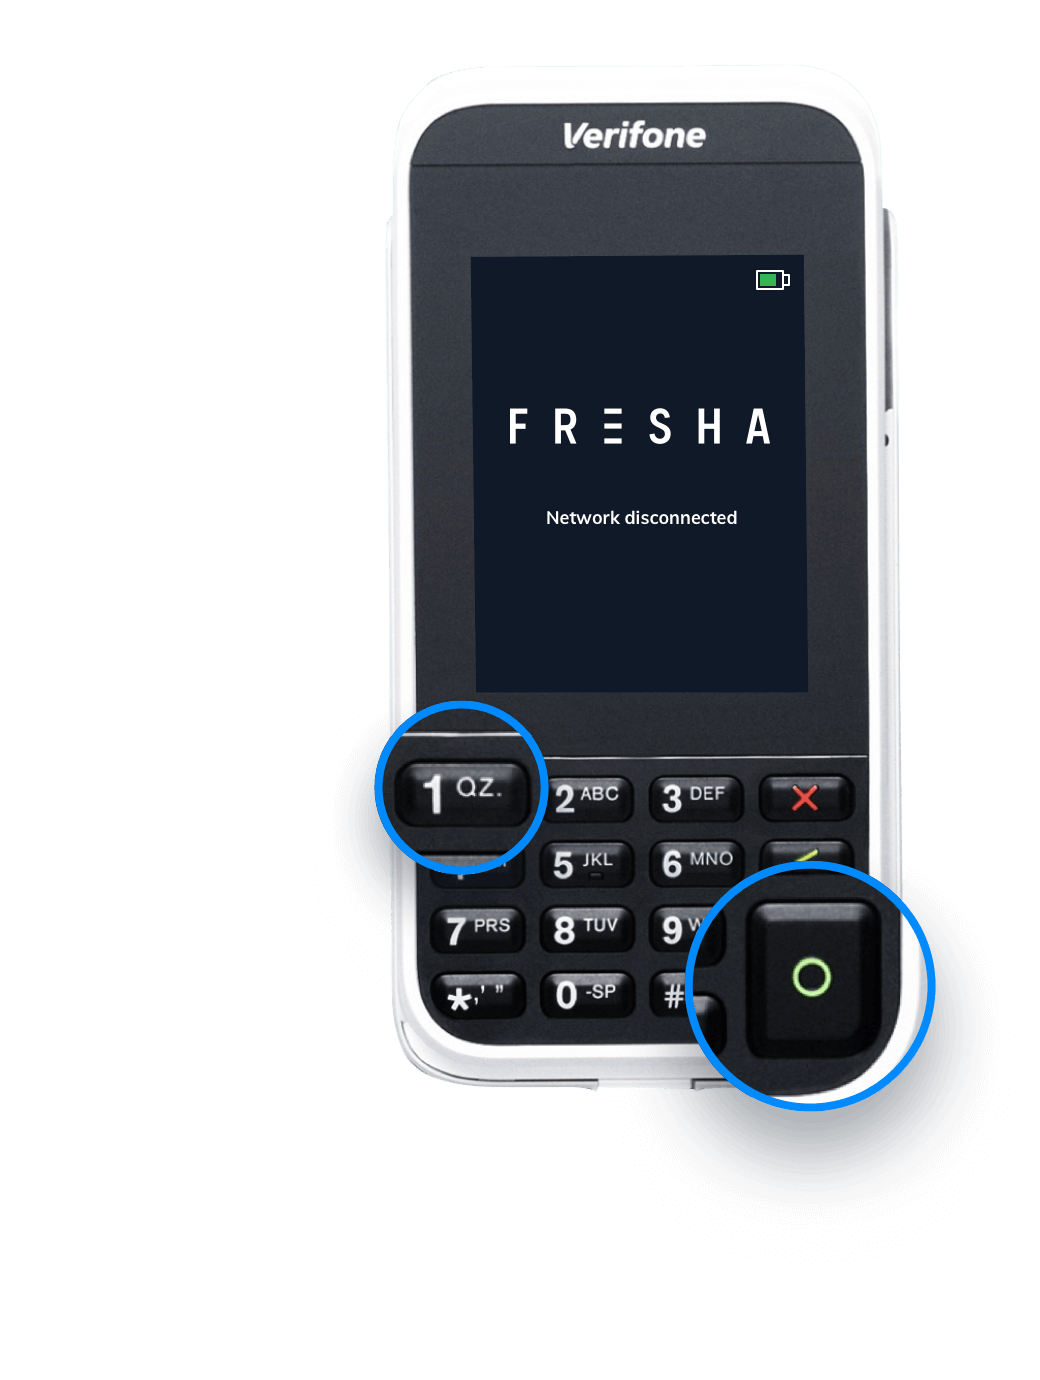 Verifone
FRESHA
Network disconnected
1 QZ.
2 ABC
3 DEF
5 JKL
6 MNO
7 PRS
8 TUV
9 W
*,' "
0 -SP
#